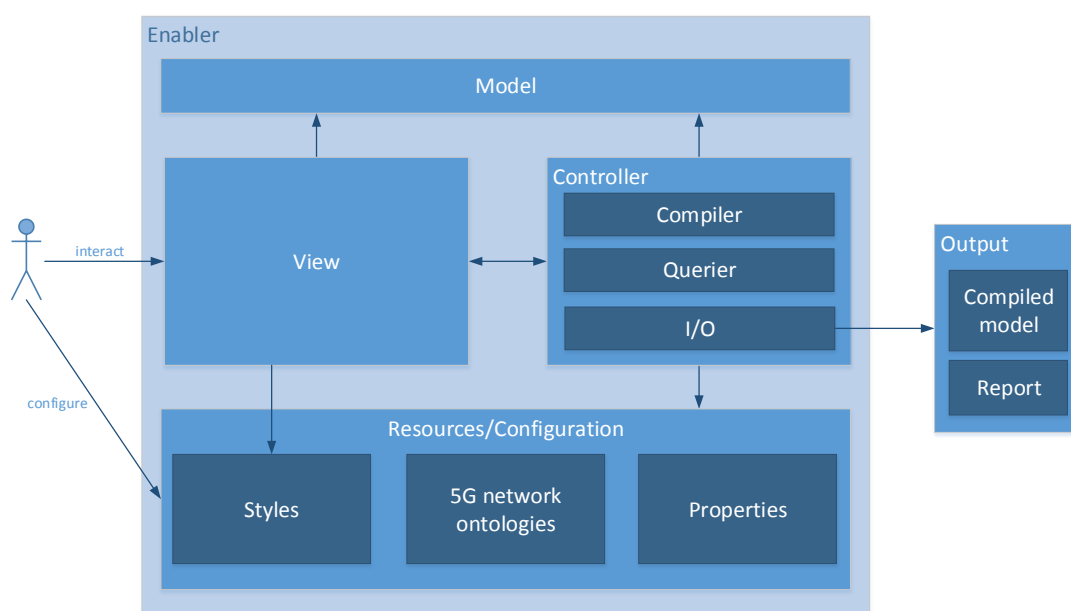 Enabler
Model
Controller
Compiler
interact
View
Querier
I/O
Output
Compiled
model
Report
configure
Resources/Configuration
Styles
5G network
ontologies
Properties